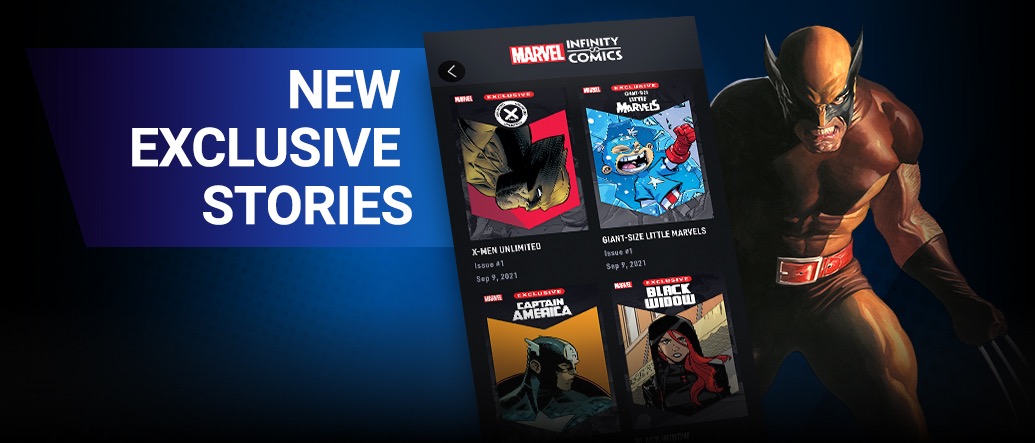 NEW
EXCLUSIVE
STORIES
MARVEL INFINITY
COMICS
MARVEL EXCLUSIVE
X-MEN UNLIMITED
Issue #1
Sep 9, 2021
MARVEL EXCLUSIVE
GIANT-SIZE
LITTLE
MARVELS
GIANT-SIZE LITTLE MARVELS
Issue #1
Sep 9, 2021
MARVEL EXCLUSIVE
CAPTAIN
AMERICA
MARVEL EXCLUSIVE
BLACK
WIDOW